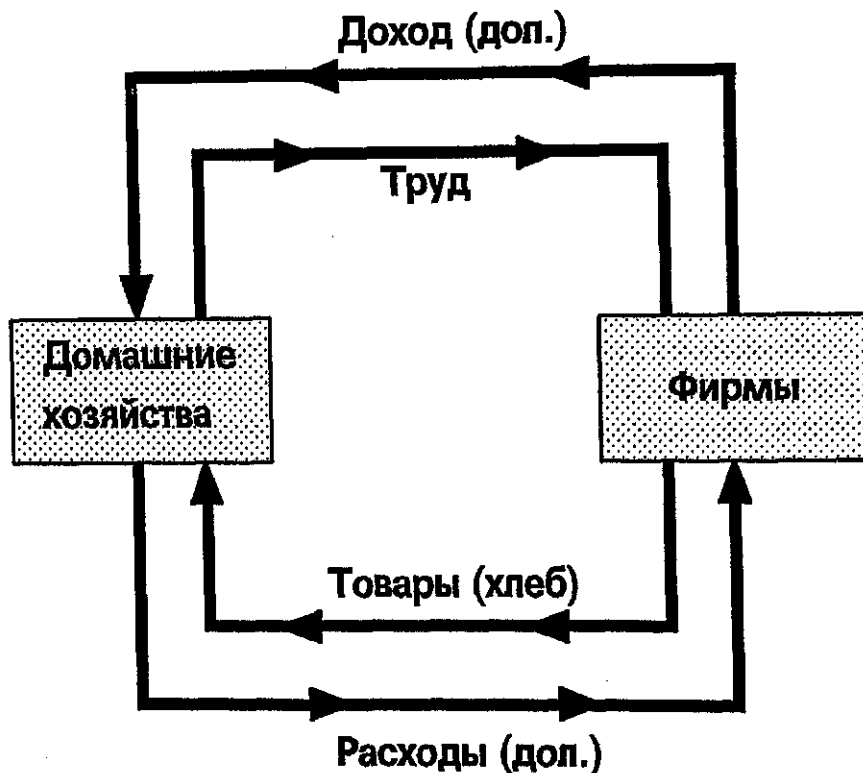 Доход (дол.)
Труд
Домашние
хозяйства
Фирмы
Товары (хлеб)
Расходы (дол.)